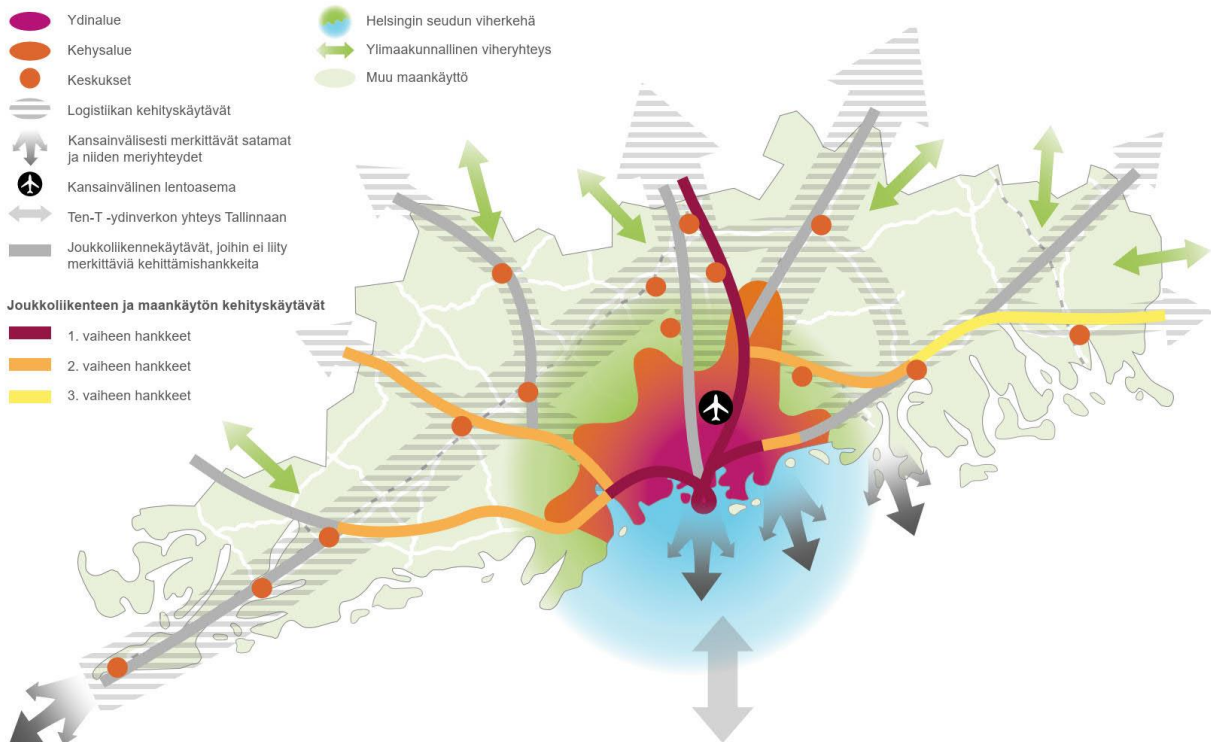 Ydinalue
Kehysalue
Keskukset
Logistiikan kehityskäytävät
Kansainvälisesti merkittävät satamat
ja niiden meriyhteydet
Kansainvälinen lentoasema
Ten-T -ydinverkon yhteys Tallinnaan
Joukkoliikennekäytävät, joihin ei liity
merkittäviä kehittämishankkeita
Joukkoliikenteen ja maankäytön kehityskäytävät
1. vaiheen hankkeet
2. vaiheen hankkeet
3. vaiheen hankkeet
Helsingin seudun viherkehä
Ylimaakunnallinen viheryhteys
Muu maankäyttö